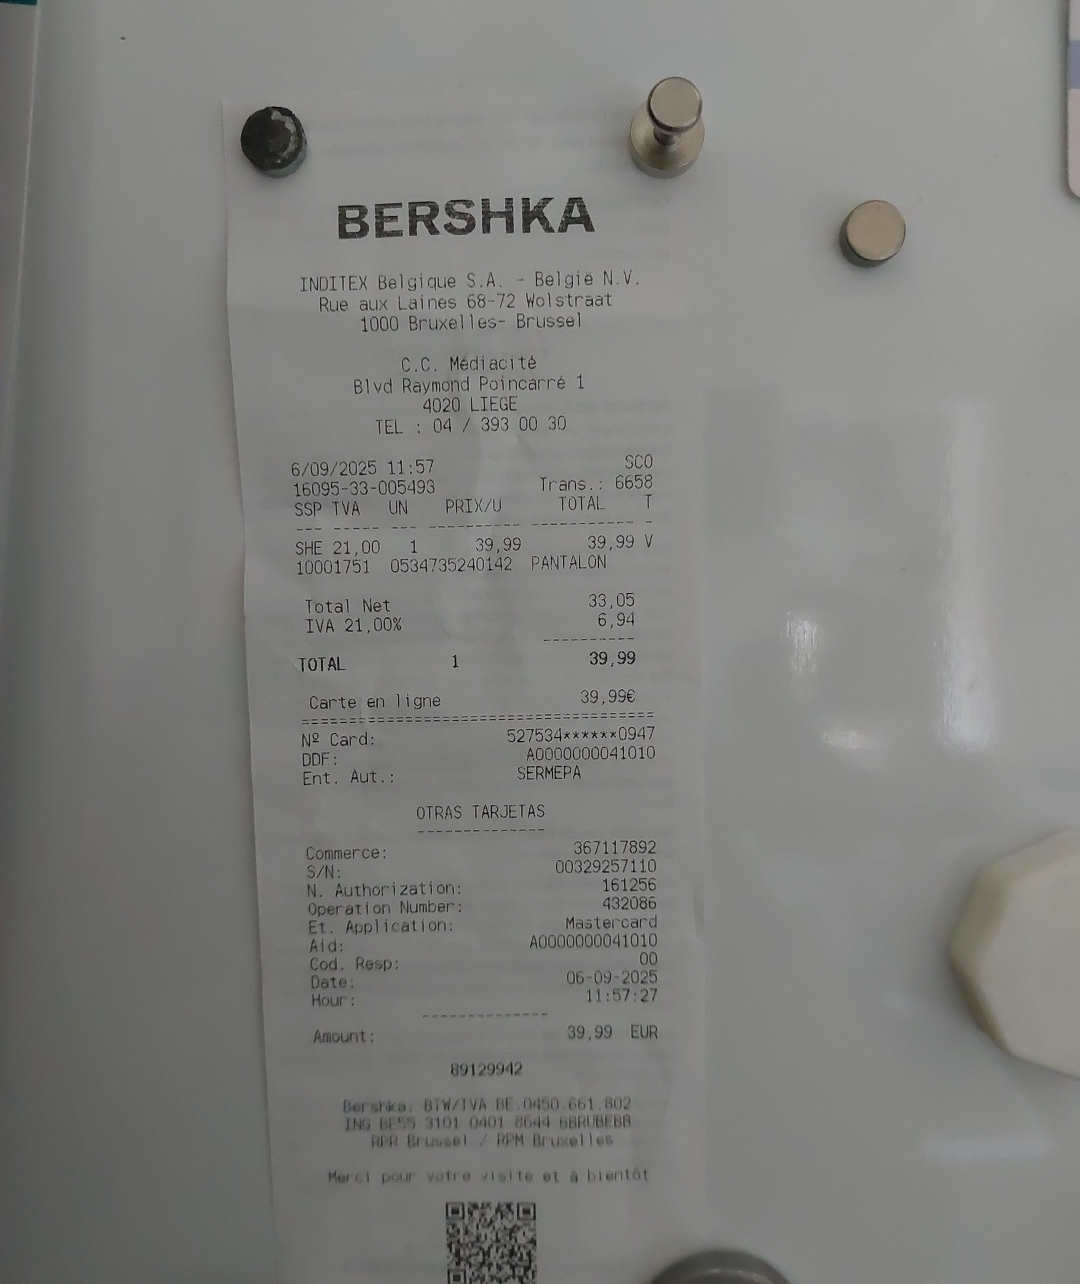 BERSHKA
INDITEX Belgique S.A. - België N.V.
Rue aux Laines 68-72 Wolstraat
1000 Bruxelles- Brussel
C.C. Médiacité
Blvd Raymond Poincarré 1
4020 LIEGE
TEL : 04 / 393 00 30
6/09/2025 11:57 SCO
16095-33-005493 Trans.: 6658
SSP TVA UN PRIX/U TOTAL T
--- ----- --- ---------- ----------- -
SHE 21,00 1 39,99 39,99 V
10001751 0534735240142 PANTALON
Total Net 33,05
IVA 21,00% 6,94
----------
TOTAL 1 39,99
Carte en ligne 39,99€
======================================
Nº Card: 527534******0947
DDF: A0000000041010
Ent. Aut.: SERMEPA
OTRAS TARJETAS
--------------
Commerce: 367117892
S/N: 00329257110
N. Authorization: 161256
Operation Number: 432086
Et. Application: Mastercard
Aid: A0000000041010
Cod. Resp: 00
Date: 06-09-2025
Hour: 11:57:27
--------------
Amount: 39,99 EUR
89129942
Bershka: BTW/IVA BE.0450.661.802
ING BE55 3101 0401 8644 BBRUBEBB
RPR Brussel / RPM Bruxelles
Merci pour votre visite et à bientôt